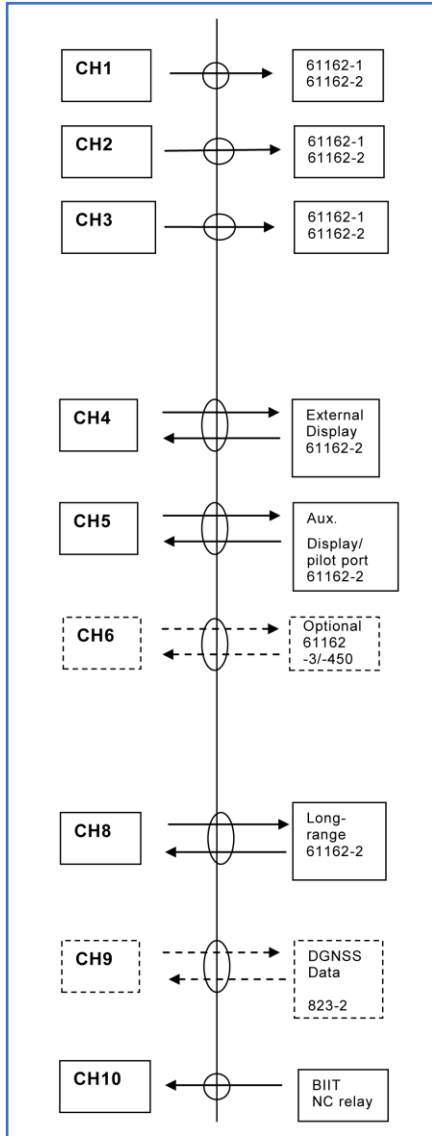 CH1
61162-1
61162-2
CH2
61162-1
61162-2
CH3
61162-1
61162-2
CH4
External
Display
61162-2
CH5
Aux.
Display/
pilot port
61162-2
CH6
Optional
61162
-3/-450
CH8
Long-
range
61162-2
CH9
DGNSS
Data
823-2
CH10
BIIT
NC relay